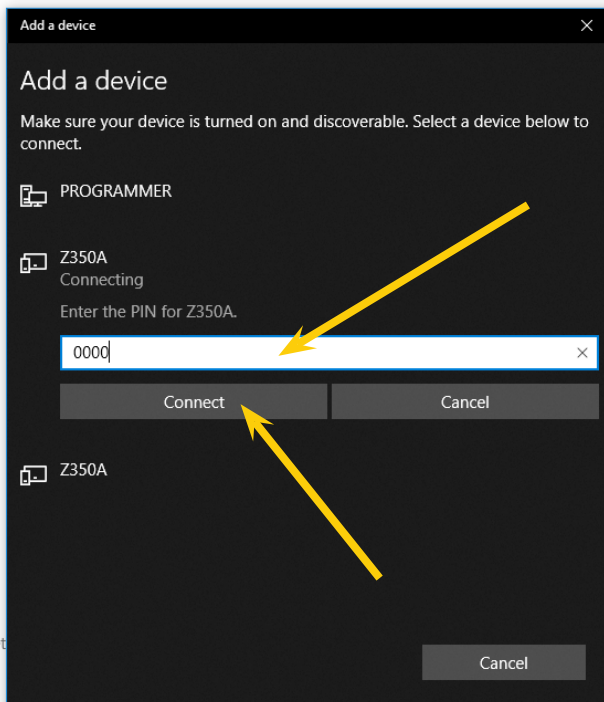 Add a device
Add a device
Make sure your device is turned on and discoverable. Select a device below to
connect.
PROGRAMMER
Z350A
Connecting
Enter the PIN for Z350A.
0000
Connect Cancel
Z350A
t
Cancel